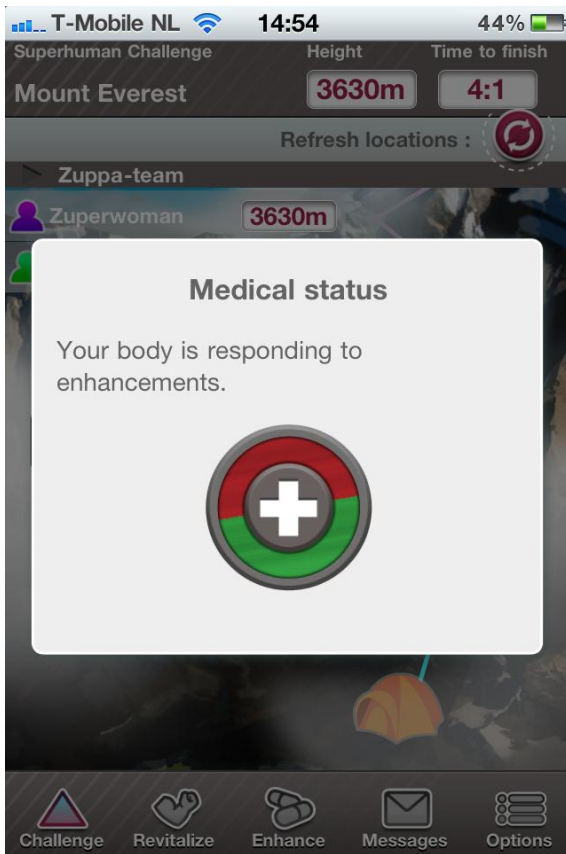 T-Mobile NL 14:54 44%
Superhuman Challenge Height Time to finish
Mount Everest 3630m 4:1
Refresh locations :
Zuppa-team
Zuperwoman 3630m
Medical status
Your body is responding to
enhancements.
Challenge Revitalize Enhance Messages Options